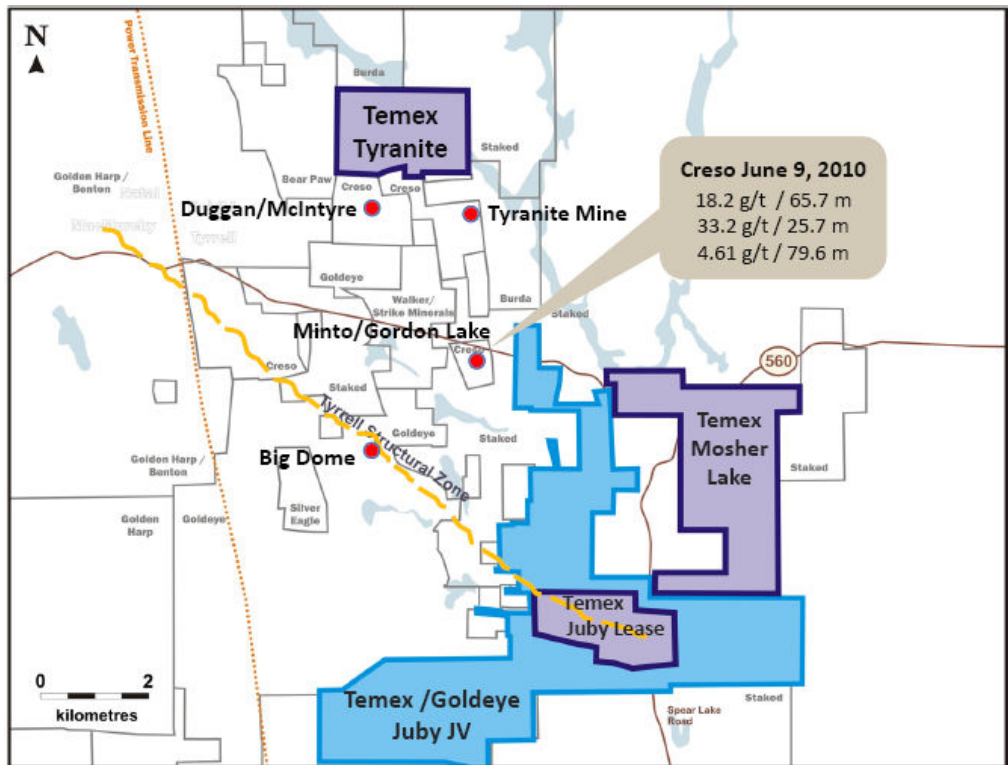 N
Power Transmission Line
Burda
Temex
Tyranite
Staked
Golden Harp /
Benton
Natal
MacMurchy
Tyrrell
Bear Paw
Creso
Creso
Duggan/McIntyre
Tyranite Mine
Creso June 9, 2010
18.2 g/t / 65.7 m
33.2 g/t / 25.7 m
4.61 g/t / 79.6 m
Goldeye
Walker/
Strike Minerals
Burda
Staked
Minto/Gordon Lake
Creso
560
Creso
Staked
Tyrrell Structural Zone
Goldeye
Staked
Temex
Mosher
Lake
Staked
Big Dome
Golden Harp /
Benton
Silver
Eagle
Golden
Harp
Goldeye
Temex
Juby Lease
0 2
kilometres
Temex /Goldeye
Juby JV
Staked
Spear Lake
Road